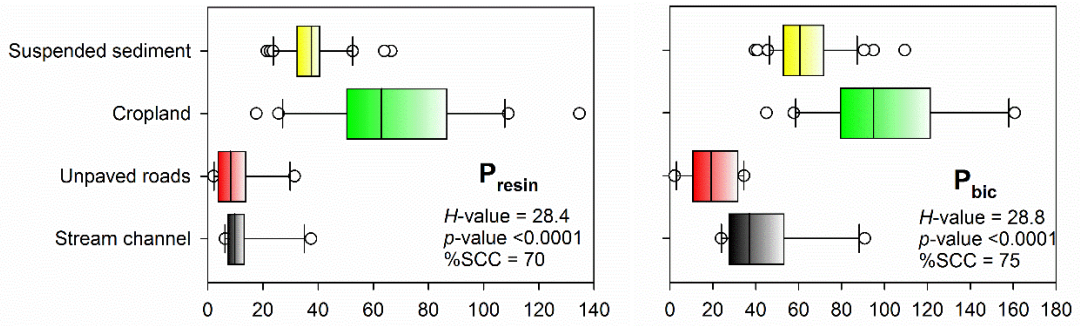 Suspended sediment
Cropland
Unpaved roads
Stream channel
Presin
H-value = 28.4
p-value <0.0001
%SCC = 70
0 20 40 60 80 100 120 140
Pbic
H-value = 28.8
p-value <0.0001
%SCC = 75
0 20 40 60 80 100 120 140 160 180